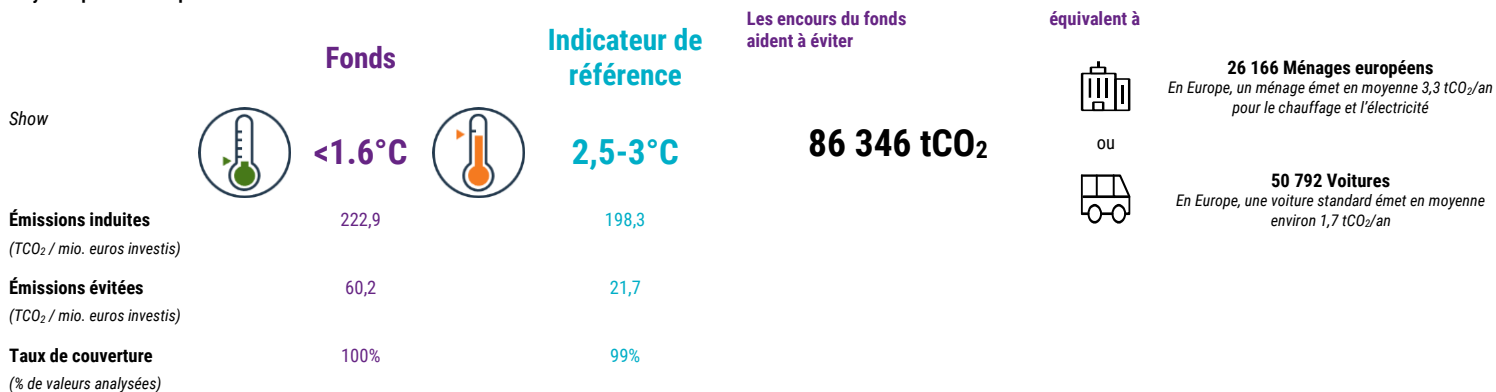 Fonds
Indicateur de
référence
Les encours du fonds
aident à éviter
équivalent à
Show
<1.6°C
2,5-3°C
86 346 tCO₂
26 166 Ménages européens
En Europe, un ménage émet en moyenne 3,3 tCO₂/an
pour le chauffage et l'électricité
ou
50 792 Voitures
En Europe, une voiture standard émet en moyenne
environ 1,7 tCO₂/an
Émissions induites 222,9 198,3
(TCO₂ / mio. euros investis)
Émissions évitées 60,2 21,7
(TCO₂ / mio. euros investis)
Taux de couverture 100% 99%
(% de valeurs analysées)